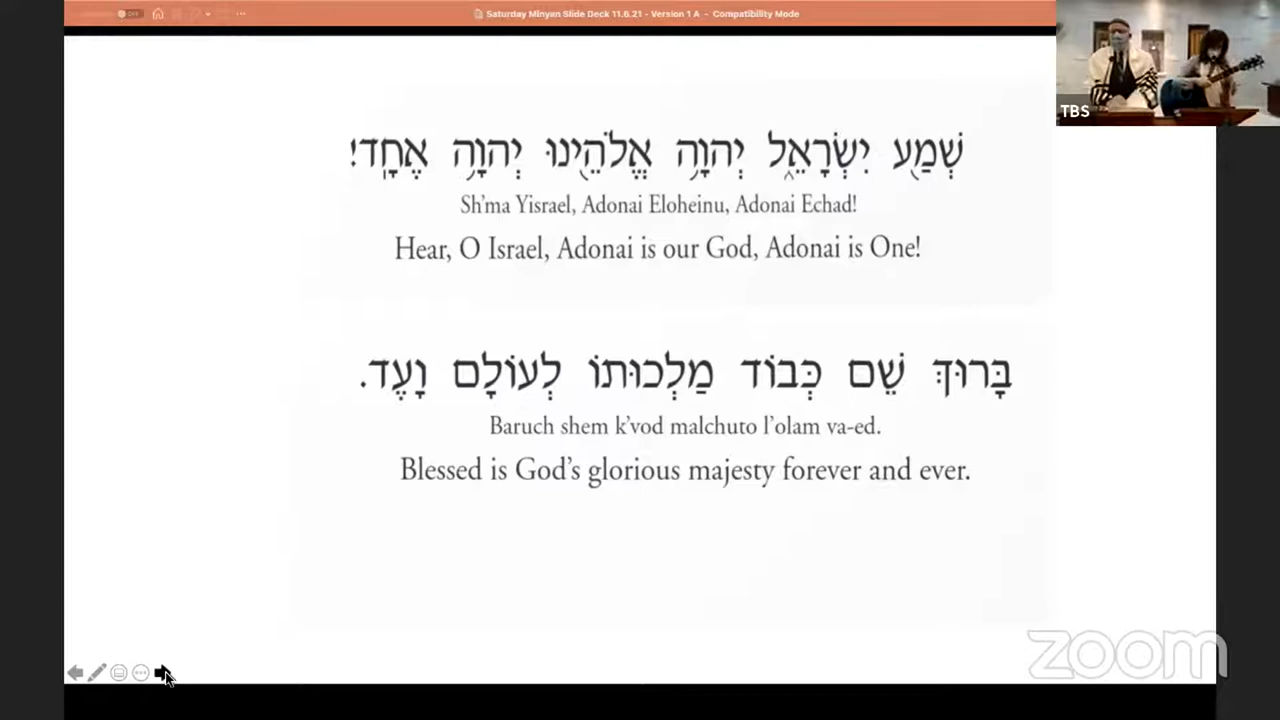 Saturday Minyan Slide Deck 11.6.21 - Version 1 A - Compatibility Mode
TBS
שְׁמַע יִשְׂרָאֵל יְהוָה אֱלֹהֵינוּ יְהוָה אֶחָד!
Sh'ma Yisrael, Adonai Eloheinu, Adonai Echad!
Hear, O Israel, Adonai is our God, Adonai is One!
בָּרוּךְ שֵׁם כְּבוֹד מַלְכוּתוֹ לְעוֹלָם וָעֶד.
Baruch shem k'vod malchuto l'olam va-ed.
Blessed is God's glorious majesty forever and ever.
zoom